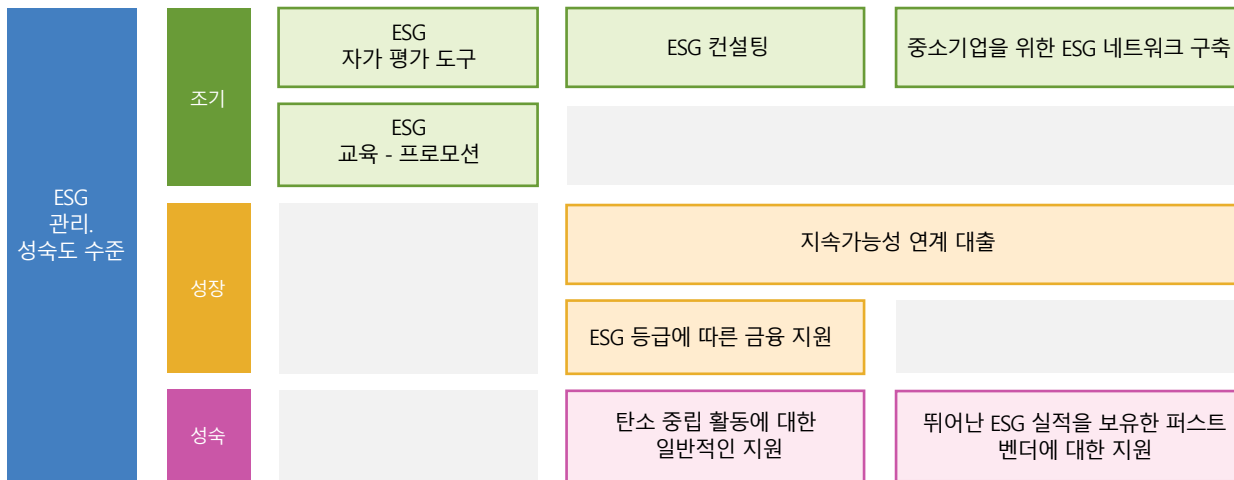 ESG
관리.
성숙도 수준
조기
ESG
자가 평가 도구
ESG 컨설팅
중소기업을 위한 ESG 네트워크 구축
ESG
교육 - 프로모션
성장
지속가능성 연계 대출
ESG 등급에 따른 금융 지원
성숙
탄소 중립 활동에 대한
일반적인 지원
뛰어난 ESG 실적을 보유한 퍼스트
벤더에 대한 지원